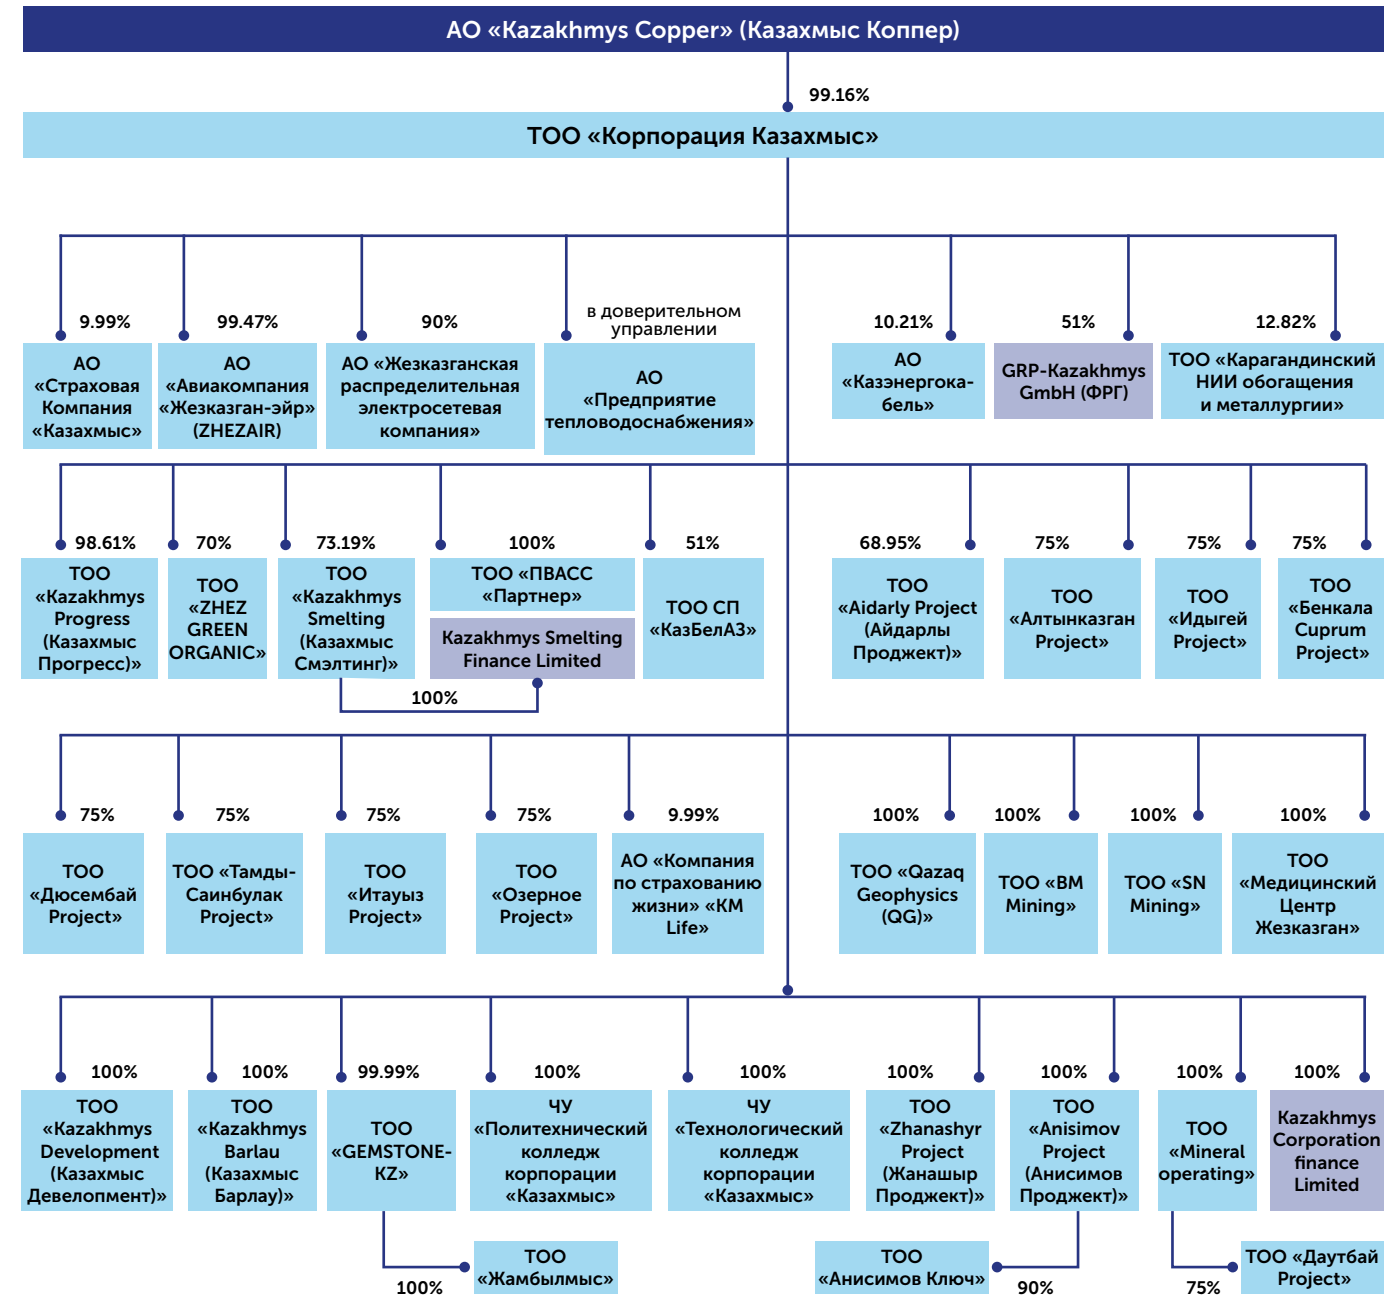 АО «Kazakhmys Copper» (Казахмыс Коппер)
99.16%
ТОО «Корпорация Казахмыс»
9.99%
АО
«Страховая
Компания
«Казахмыс»
99.47%
АО
«Авиакомпания
«Жезказган-эйр»
(ZHEZAIR)
90%
АО «Жезказганская
распределительная
электросетевая
компания»
в доверительном
управлении
АО
«Предприятие
тепловодоснабжения»
10.21%
АО
«Казэнергока-
бель»
51%
GRP-Kazakhmys
GmbH (ФРГ)
12.82%
ТОО «Карагандинский
НИИ обогащения
и металлургии»
98.61%
ТОО
«Kazakhmys
Progress
(Казахмыс
Прогресс)»
70%
ТОО
«ZHEZ
GREEN
ORGANIC»
73.19%
ТОО
«Kazakhmys
Smelting
(Казахмыс
Смэлтинг)»
100%
ТОО «ПВАСС
«Партнер»
Kazakhmys Smelting
Finance Limited
100%
51%
ТОО СП
«КазБелАЗ»
68.95%
ТОО
«Aidarly Project
(Айдарлы
Проджект)»
75%
ТОО
«Алтынказган
Project»
75%
ТОО
«Идыгей
Project»
75%
ТОО
«Бенкала
Cuprum
Project»
75%
ТОО
«Дюсембай
Project»
75%
ТОО «Тамды-
Саинбулак
Project»
75%
ТОО
«Итауыз
Project»
75%
ТОО
«Озерное
Project»
9.99%
АО «Компания
по страхованию
жизни» «KM
Life»
100%
ТОО «Qazaq
Geophysics
(QG)»
100%
ТОО «BM
Mining»
100%
ТОО «SN
Mining»
100%
ТОО
«Медицинский
Центр
Жезказган»
100%
ТОО
«Kazakhmys
Development
(Казахмыс
Девелопмент)»
100%
ТОО
«Kazakhmys
Barlau
(Казахмыс
Барлау)»
99.99%
ТОО
«GEMSTONE-
KZ»
100%
ЧУ
«Политехнический
колледж
корпорации
«Казахмыс»
100%
ЧУ
«Технологический
колледж
корпорации
«Казахмыс»
100%
ТОО
«Zhanashyr
Project
(Жанашыр
Проджект)»
100%
ТОО
«Anisimov
Project
(Анисимов
Проджект)»
100%
ТОО
«Mineral
operating»
100%
Kazakhmys
Corporation
finance
Limited
100%
ТОО
«Жамбылмыс»
ТОО
«Анисимов Ключ»
90%
75%
ТОО «Даутбай
Project»